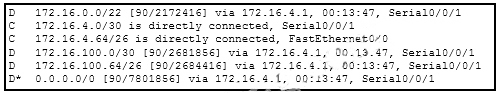 D 172.16.0.0/22 [90/2172416] via 172.16.4.1, 00:13:47, Serial0/0/1
C 172.16.4.0/30 is directly connected, Serial0/0/1
C 172.16.4.64/26 is directly connected, FastEthernet0/0
D 172.16.100.0/30 [90/2681856] via 172.16.4.1, 00:13:47, Serial0/0/1
D 172.16.100.64/26 [90/2684416] via 172.16.4.1, 00:13:47, Serial0/0/1
D* 0.0.0.0/0 [90/7801856] via 172.16.4.1, 00:13:47, Serial0/0/1